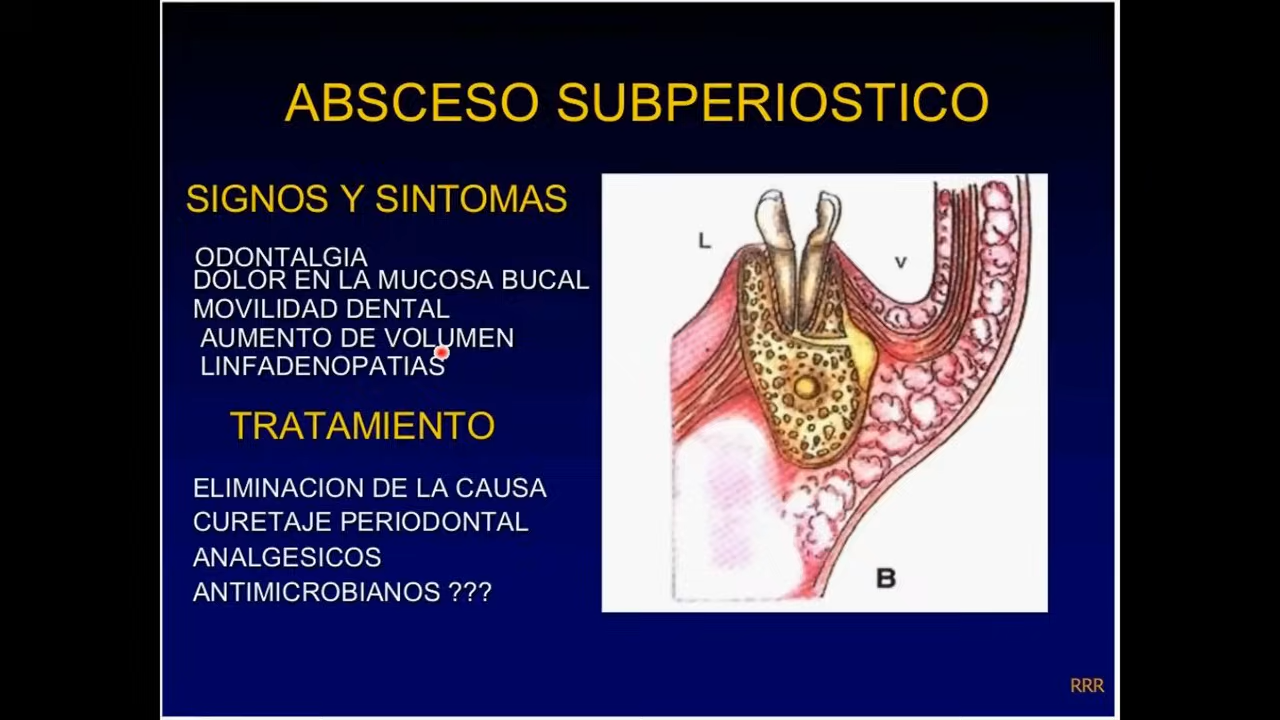 ABSCESO SUBPERIOSTICO
SIGNOS Y SINTOMAS
ODONTALGIA
DOLOR EN LA MUCOSA BUCAL
MOVILIDAD DENTAL
AUMENTO DE VOLUMEN
LINFADENOPATIAS
TRATAMIENTO
ELIMINACION DE LA CAUSA
CURETAJE PERIODONTAL
ANALGESICOS
ANTIMICROBIANOS ???
L
V
B
RRR